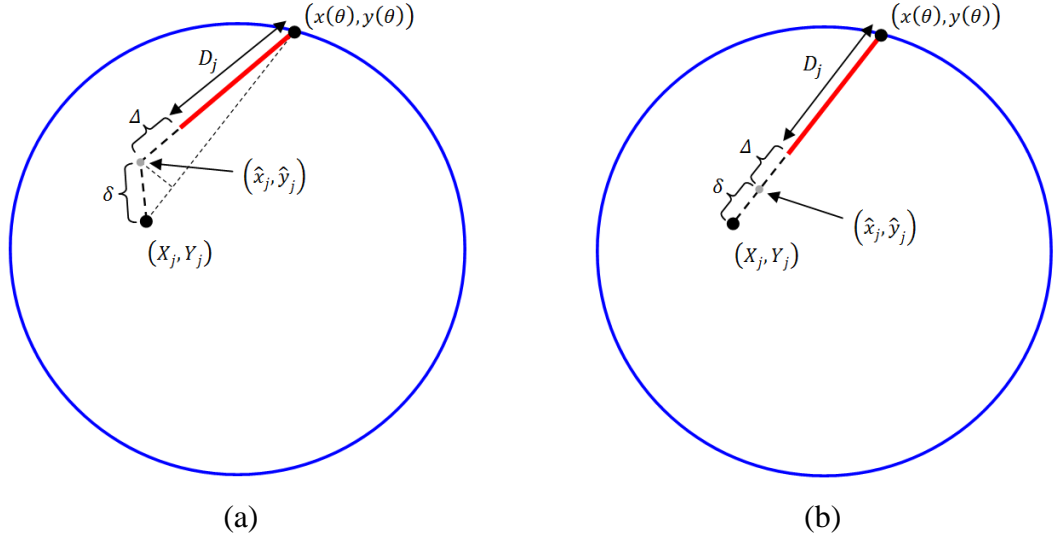 (x(θ), y(θ))
D_j
Δ
(x̂_j, ŷ_j)
δ
(X_j, Y_j)
(a)
(x(θ), y(θ))
D_j
Δ
δ
(x̂_j, ŷ_j)
(X_j, Y_j)
(b)